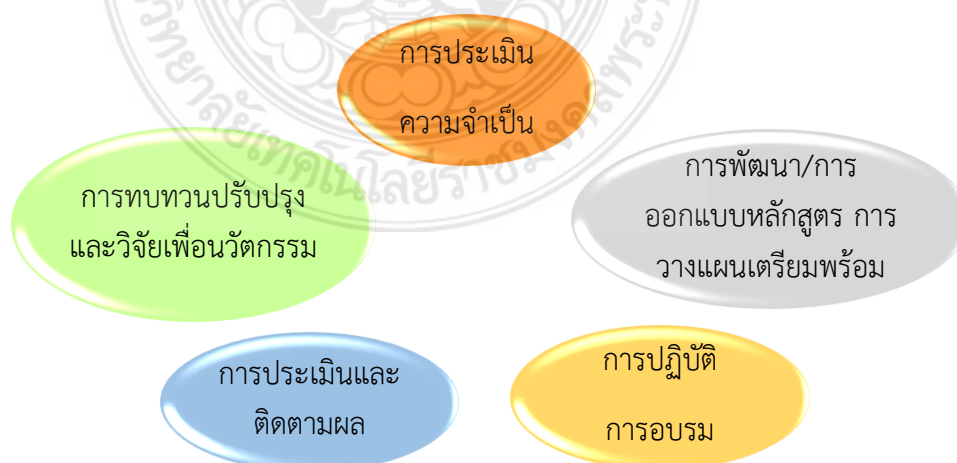 การประเมิน
ความจำเป็น
การพัฒนา/การ
ออกแบบหลักสูตร การ
วางแผนเตรียมพร้อม
การทบทวนปรับปรุง
และวิจัยเพื่อนวัตกรรม
การปฏิบัติ
การอบรม
การประเมินและ
ติดตามผล